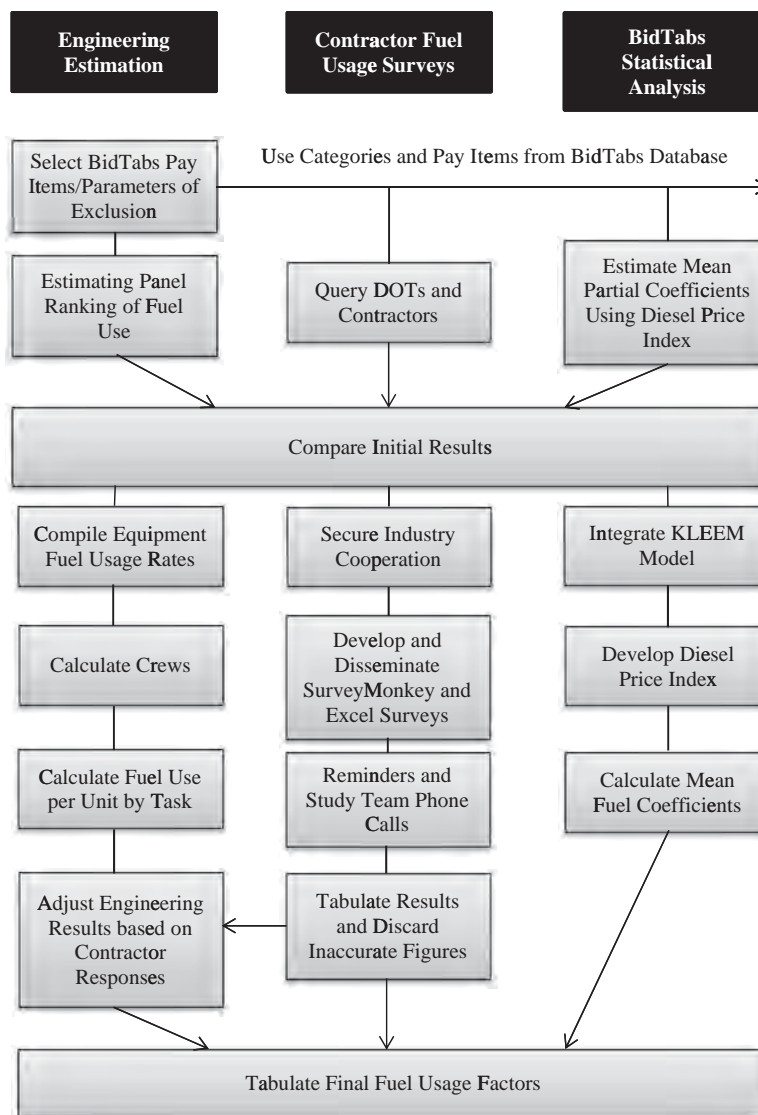 Engineering
Estimation
Contractor Fuel
Usage Surveys
BidTabs
Statistical
Analysis
Select BidTabs Pay
Items/Parameters of
Exclusion
Use Categories and Pay Items from BidTabs Database
Estimating Panel
Ranking of Fuel
Use
Query DOTs and
Contractors
Estimate Mean
Partial Coefficients
Using Diesel Price
Index
Compare Initial Results
Compile Equipment
Fuel Usage Rates
Secure Industry
Cooperation
Integrate KLEEM
Model
Calculate Crews
Develop and
Disseminate
SurveyMonkey and
Excel Surveys
Develop Diesel
Price Index
Calculate Fuel Use
per Unit by Task
Reminders and
Study Team Phone
Calls
Calculate Mean
Fuel Coefficients
Adjust Engineering
Results based on
Contractor
Responses
Tabulate Results
and Discard
Inaccurate Figures
Tabulate Final Fuel Usage Factors